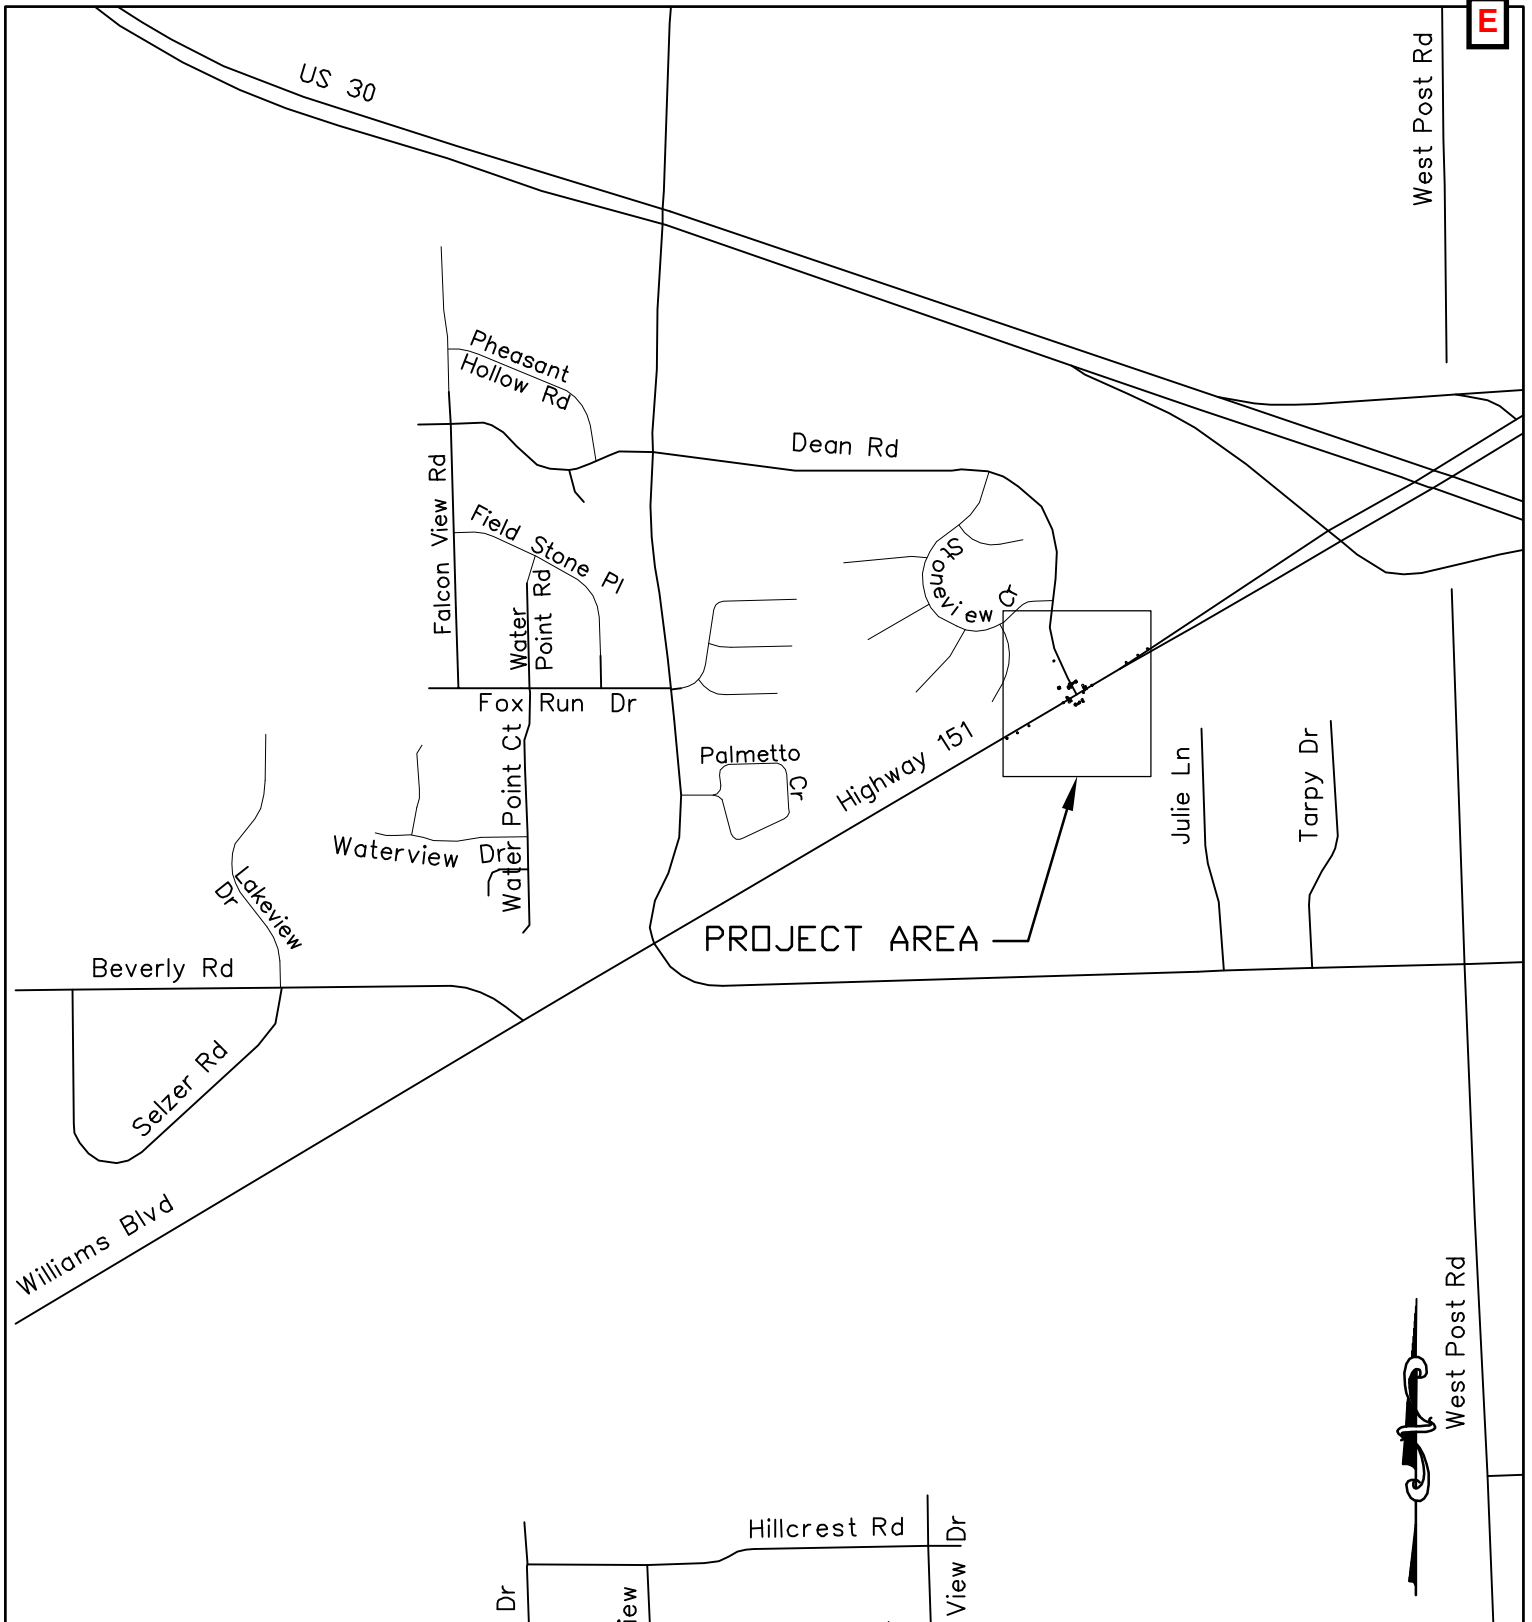 E
US 30
West Post Rd
Pheasant
Hollow Rd
Dean Rd
Falcon View Rd
Field Stone Pl
Water
Point Rd
Stoneview Cr
Fox Run Dr
Water Point Ct
Palmetto
Cr
Highway 151
Julie Ln
Tarpy Dr
Waterview Dr
Lakeview
Dr
PROJECT AREA
Beverly Rd
Selzer Rd
Williams Blvd
West Post Rd
Hillcrest Rd
View Dr
Dr
iew